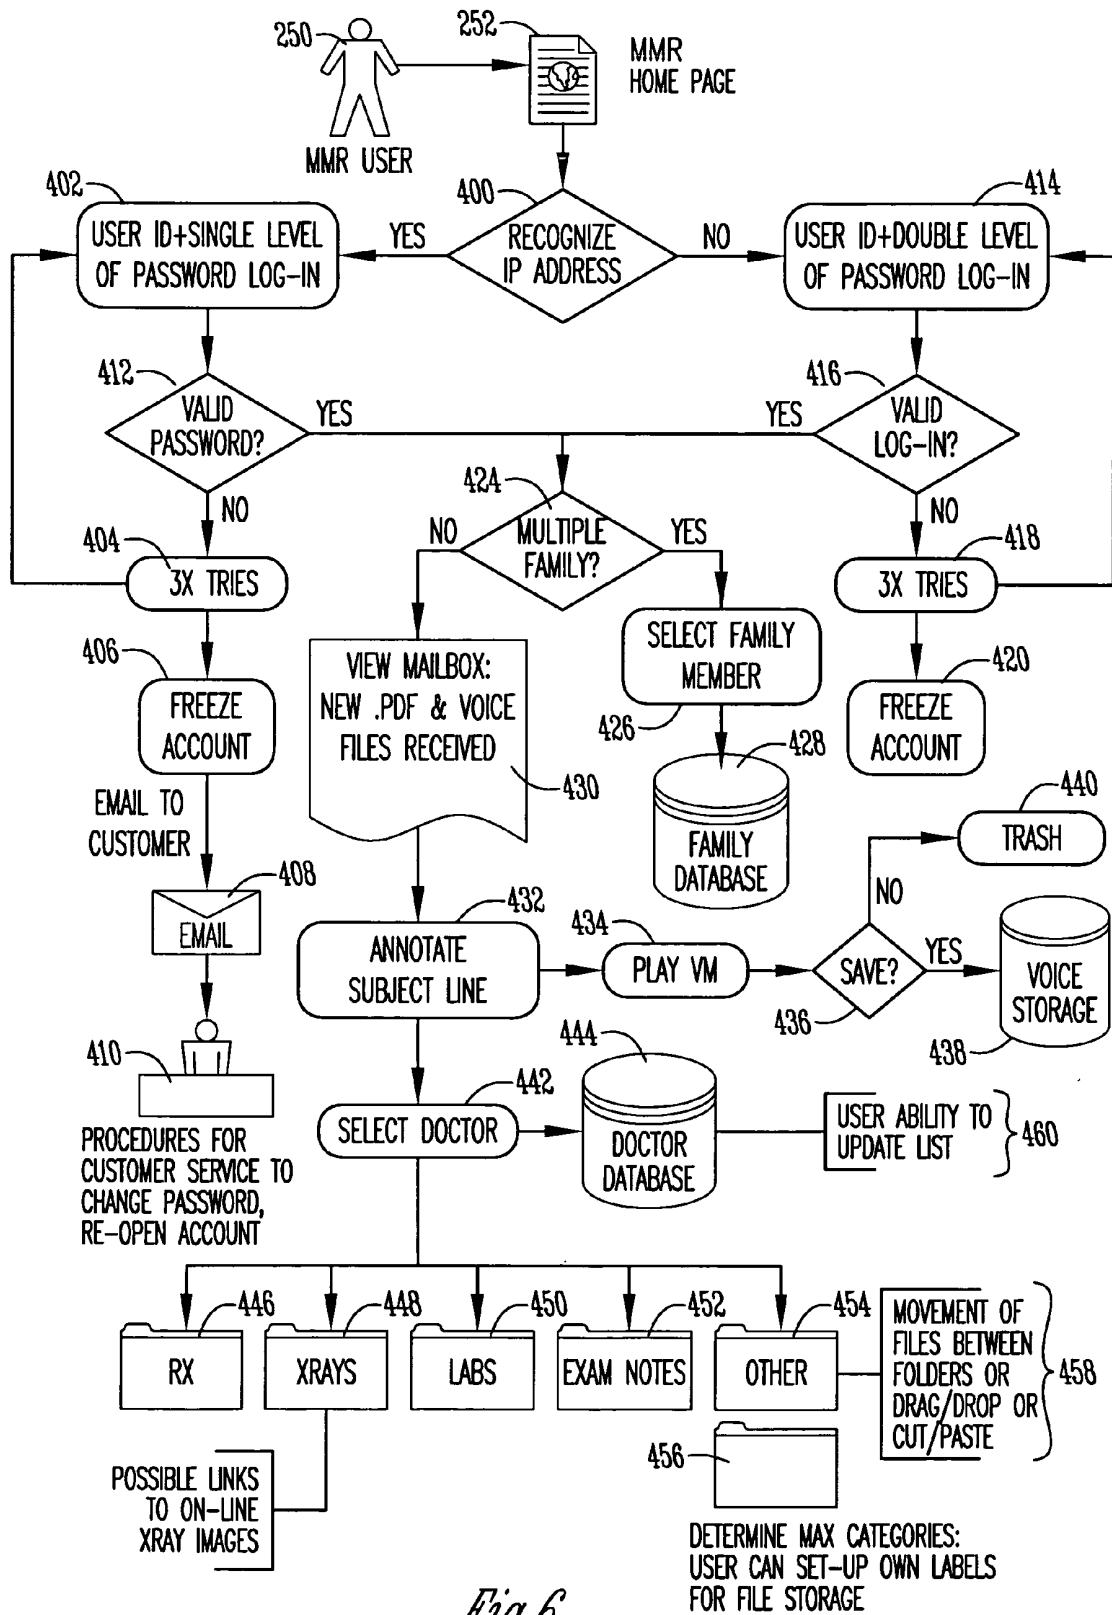 250
252
MMR
HOME PAGE
MMR USER
402
400
414
USER ID+SINGLE LEVEL
OF PASSWORD LOG-IN
YES
RECOGNIZE
IP ADDRESS
NO
USER ID+DOUBLE LEVEL
OF PASSWORD LOG-IN
412
VALID
PASSWORD?
YES
416
YES
VALID
LOG-IN?
424
NO
NO
MULTIPLE
FAMILY?
YES
NO
404
3X TRIES
418
3X TRIES
406
FREEZE
ACCOUNT
VIEW MAILBOX:
NEW .PDF & VOICE
FILES RECEIVED
430
SELECT FAMILY
MEMBER
426
420
FREEZE
ACCOUNT
428
FAMILY
DATABASE
440
TRASH
EMAIL TO
CUSTOMER
408
EMAIL
NO
432
ANNOTATE
SUBJECT LINE
434
PLAY VM
SAVE?
436
YES
VOICE
STORAGE
438
410
PROCEDURES FOR
CUSTOMER SERVICE TO
CHANGE PASSWORD,
RE-OPEN ACCOUNT
442
SELECT DOCTOR
444
DOCTOR
DATABASE
USER ABILITY TO
UPDATE LIST
460
446
RX
448
XRAYS
450
LABS
452
EXAM NOTES
454
OTHER
MOVEMENT OF
FILES BETWEEN
FOLDERS OR
DRAG/DROP OR
CUT/PASTE
458
POSSIBLE LINKS
TO ON-LINE
XRAY IMAGES
456
DETERMINE MAX CATEGORIES:
USER CAN SET-UP OWN LABELS
FOR FILE STORAGE
Fig.6